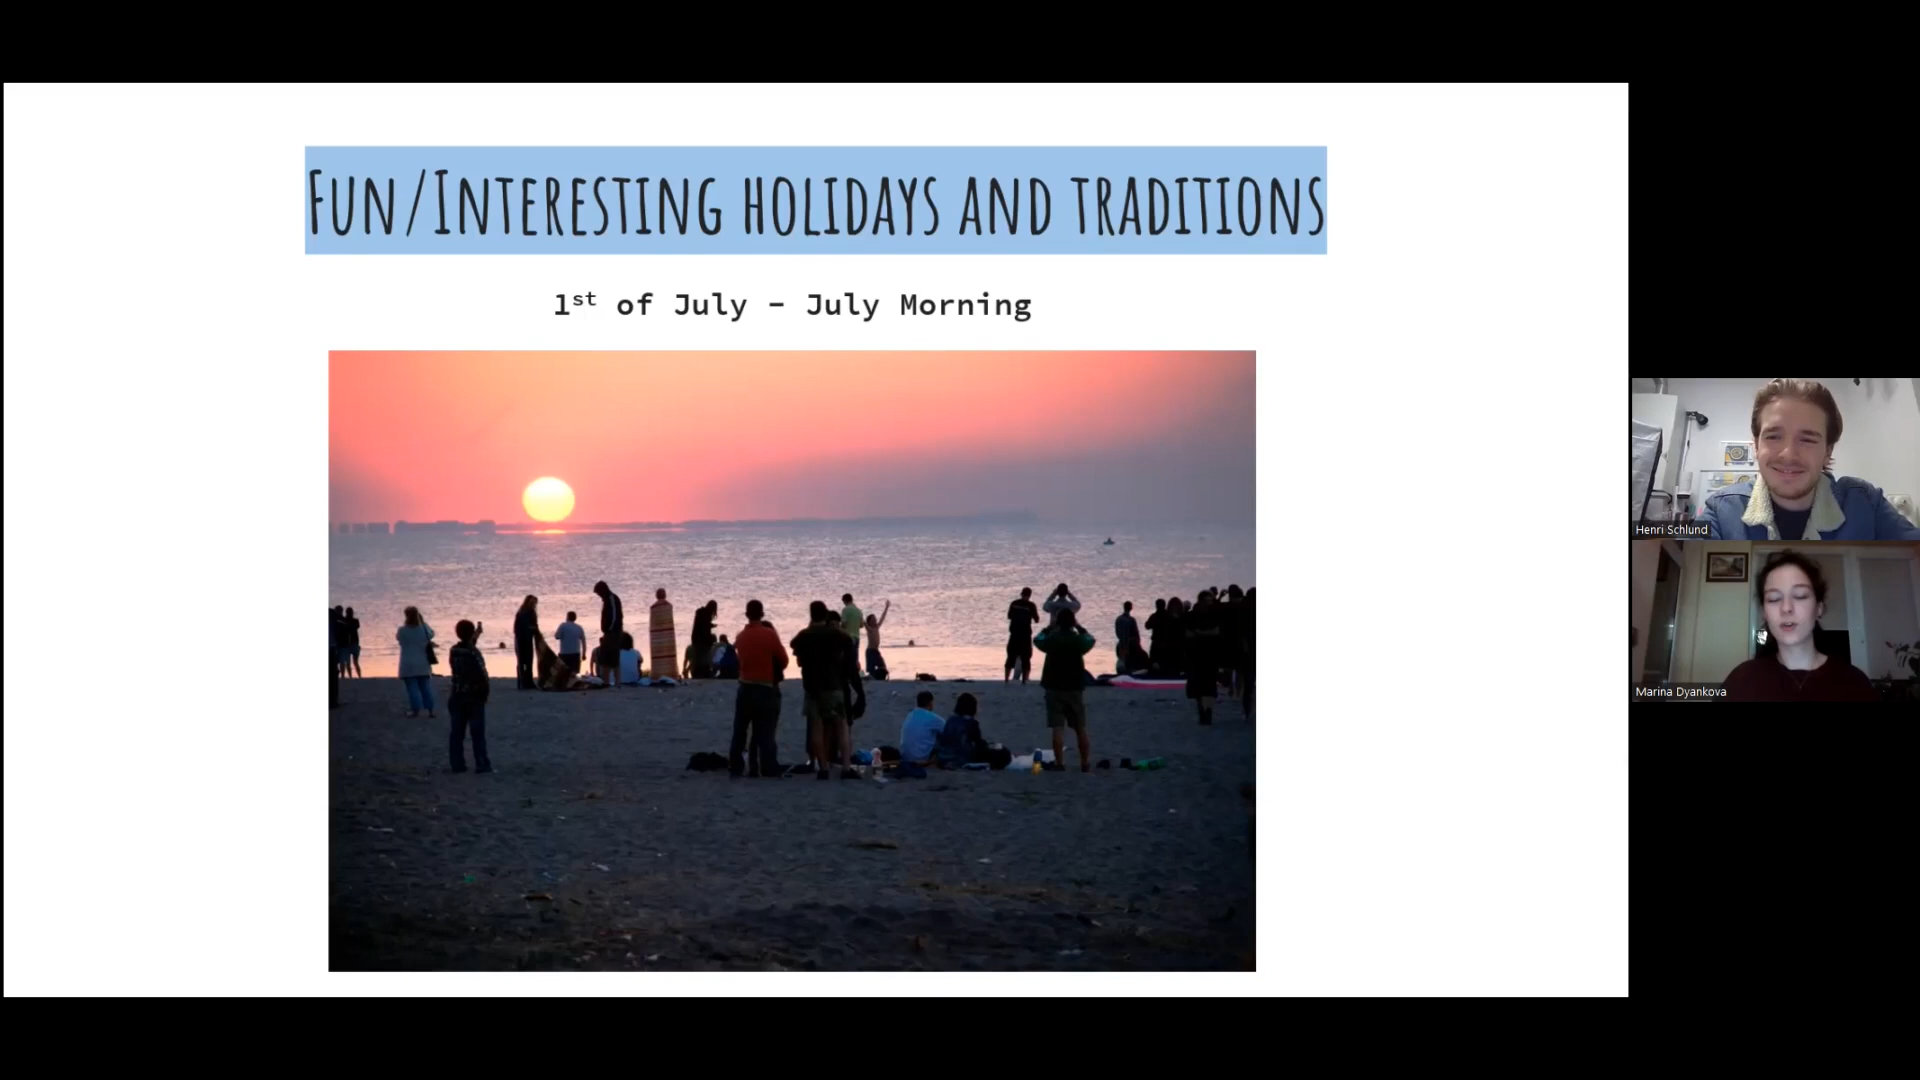 Fun/Interesting holidays and traditions
1st of July - July Morning
Henri Schlund
Marina Dyankova